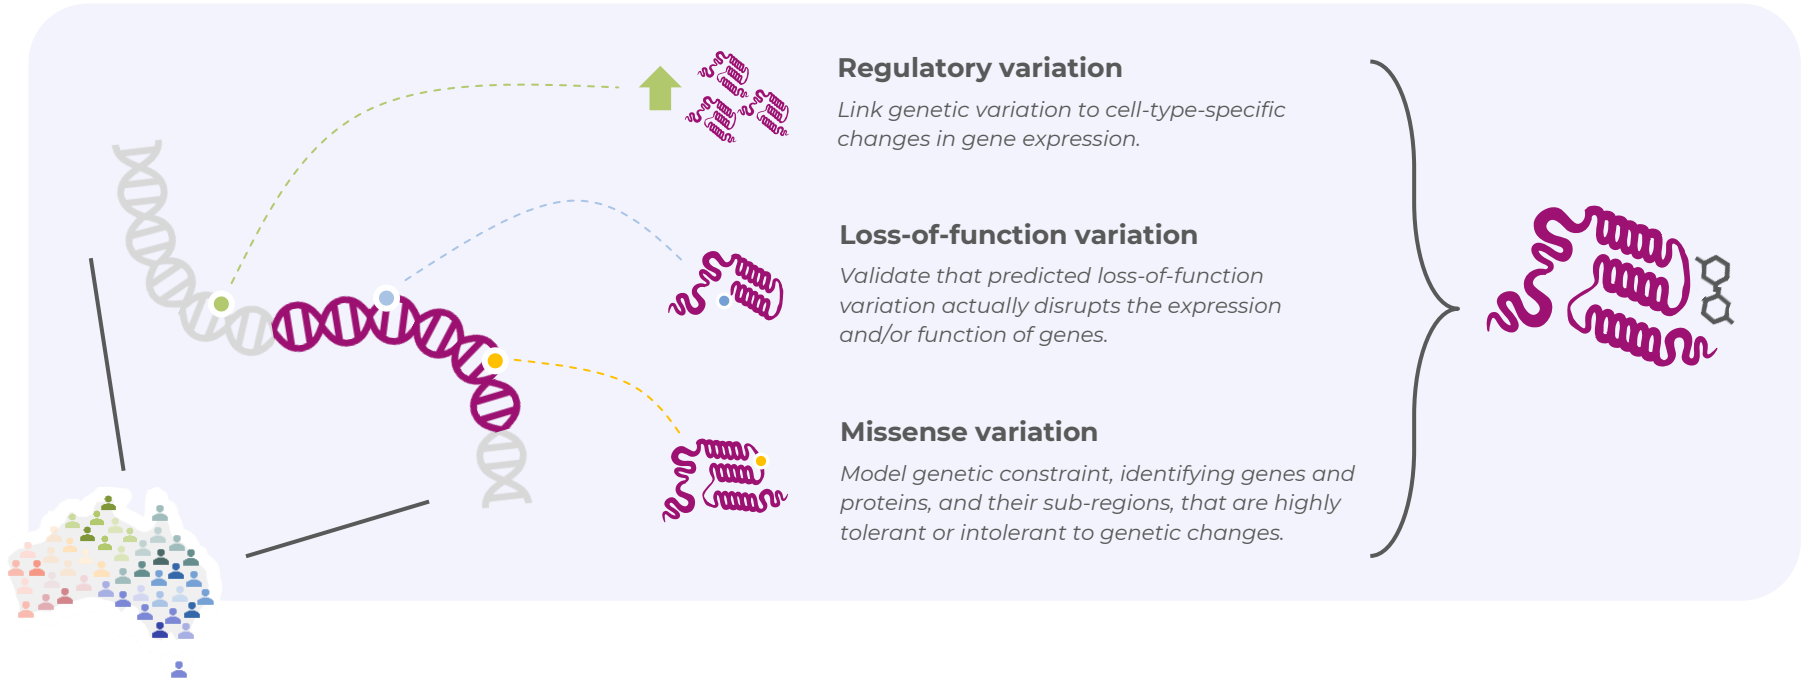 Regulatory variation
Link genetic variation to cell-type-specific
changes in gene expression.
Loss-of-function variation
Validate that predicted loss-of-function
variation actually disrupts the expression
and/or function of genes.
Missense variation
Model genetic constraint, identifying genes and
proteins, and their sub-regions, that are highly
tolerant or intolerant to genetic changes.